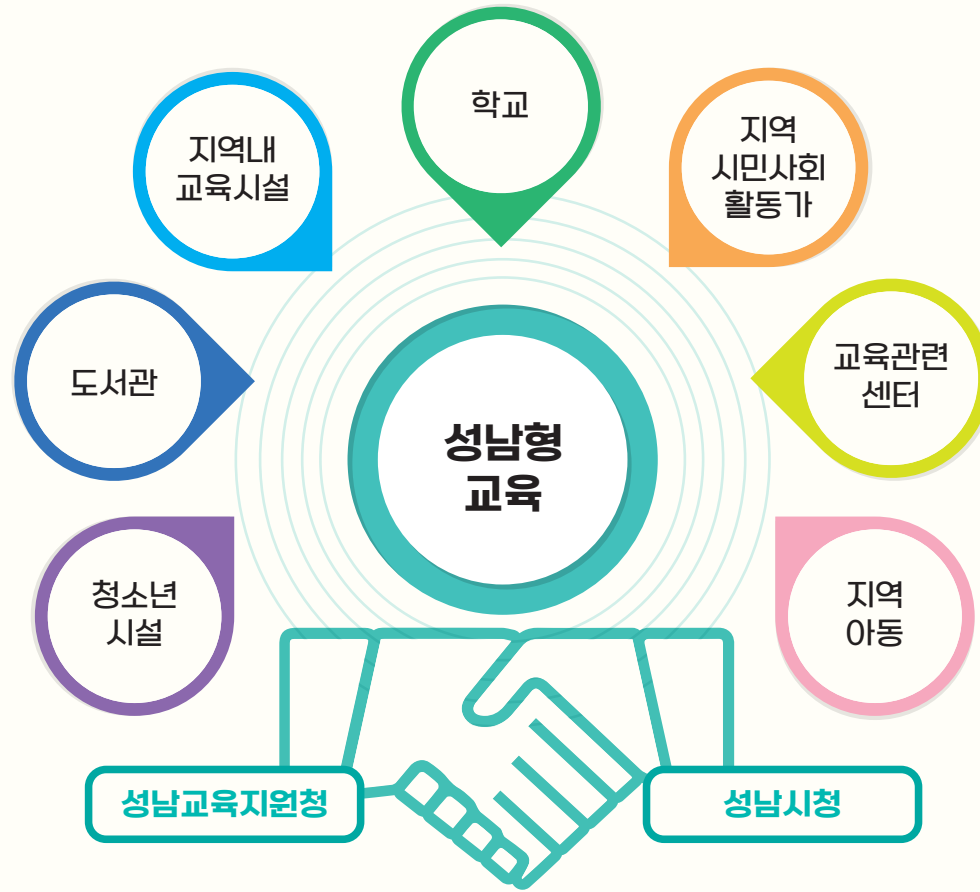 학교
지역내
교육시설
지역
시민사회
활동가
도서관
교육관련
센터
성남형
교육
청소년
시설
지역
아동
성남교육지원청
성남시청